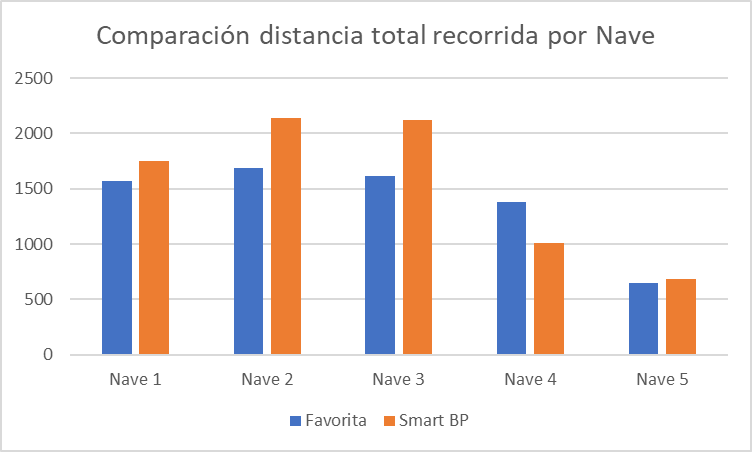 Comparación distancia total recorrida por Nave
2500
2000
1500
1000
500
0
Nave 1 Nave 2 Nave 3 Nave 4 Nave 5
Favorita Smart BP